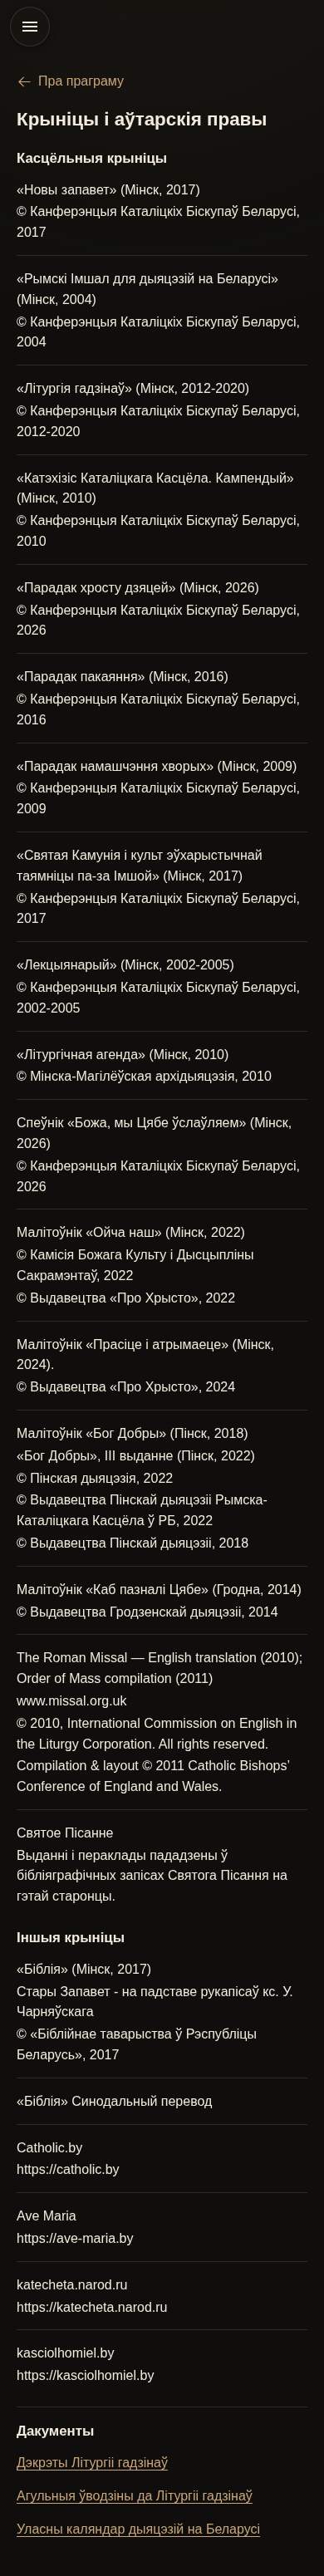 ← Пра праграму
Крыніцы і аўтарскія правы
Касцёльныя крыніцы
«Новы запавет» (Мінск, 2017)
© Канферэнцыя Каталіцкіх Біскупаў Беларусі,
2017
«Рымскі Імшал для дыяцэзій на Беларусі»
(Мінск, 2004)
© Канферэнцыя Каталіцкіх Біскупаў Беларусі,
2004
«Літургія гадзінаў» (Мінск, 2012-2020)
© Канферэнцыя Каталіцкіх Біскупаў Беларусі,
2012-2020
«Катэхізіс Каталіцкага Касцёла. Кампендый»
(Мінск, 2010)
© Канферэнцыя Каталіцкіх Біскупаў Беларусі,
2010
«Парадак хросту дзяцей» (Мінск, 2026)
© Канферэнцыя Каталіцкіх Біскупаў Беларусі,
2026
«Парадак пакаяння» (Мінск, 2016)
© Канферэнцыя Каталіцкіх Біскупаў Беларусі,
2016
«Парадак намашчэння хворых» (Мінск, 2009)
© Канферэнцыя Каталіцкіх Біскупаў Беларусі,
2009
«Святая Камунія і культ эўхарыстычнай
таямніцы па-за Імшой» (Мінск, 2017)
© Канферэнцыя Каталіцкіх Біскупаў Беларусі,
2017
«Лекцыянарый» (Мінск, 2002-2005)
© Канферэнцыя Каталіцкіх Біскупаў Беларусі,
2002-2005
«Літургічная агенда» (Мінск, 2010)
© Мінска-Магілёўская архідыяцэзія, 2010
Спеўнік «Божа, мы Цябе ўслаўляем» (Мінск,
2026)
© Канферэнцыя Каталіцкіх Біскупаў Беларусі,
2026
Малітоўнік «Ойча наш» (Мінск, 2022)
© Камісія Божага Культу і Дысцыпліны
Сакрамэнтаў, 2022
© Выдавецтва «Про Хрысто», 2022
Малітоўнік «Прасіце і атрымаеце» (Мінск,
2024).
© Выдавецтва «Про Хрысто», 2024
Малітоўнік «Бог Добры» (Пінск, 2018)
«Бог Добры», III выданне (Пінск, 2022)
© Пінская дыяцэзія, 2022
© Выдавецтва Пінскай дыяцэзіі Рымска-
Каталіцкага Касцёла ў РБ, 2022
© Выдавецтва Пінскай дыяцэзіі, 2018
Малітоўнік «Каб пазналі Цябе» (Гродна, 2014)
© Выдавецтва Гродзенскай дыяцэзіі, 2014
The Roman Missal — English translation (2010);
Order of Mass compilation (2011)
www.missal.org.uk
© 2010, International Commission on English in
the Liturgy Corporation. All rights reserved.
Compilation & layout © 2011 Catholic Bishops'
Conference of England and Wales.
Святое Пісанне
Выданні і пераклады пададзены ў
бібліяграфічных запісах Святога Пісання на
гэтай старонцы.
Іншыя крыніцы
«Біблія» (Мінск, 2017)
Стары Запавет - на падставе рукапісаў кс. У.
Чарняўскага
© «Біблійнае таварыства ў Рэспубліцы
Беларусь», 2017
«Біблія» Синодальный перевод
Catholic.by
https://catholic.by
Ave Maria
https://ave-maria.by
katecheta.narod.ru
https://katecheta.narod.ru
kasciolhomiel.by
https://kasciolhomiel.by
Дакументы
Дэкрэты Літургіі гадзінаў
Агульныя ўводзіны да Літургіі гадзінаў
Уласны каляндар дыяцэзій на Беларусі